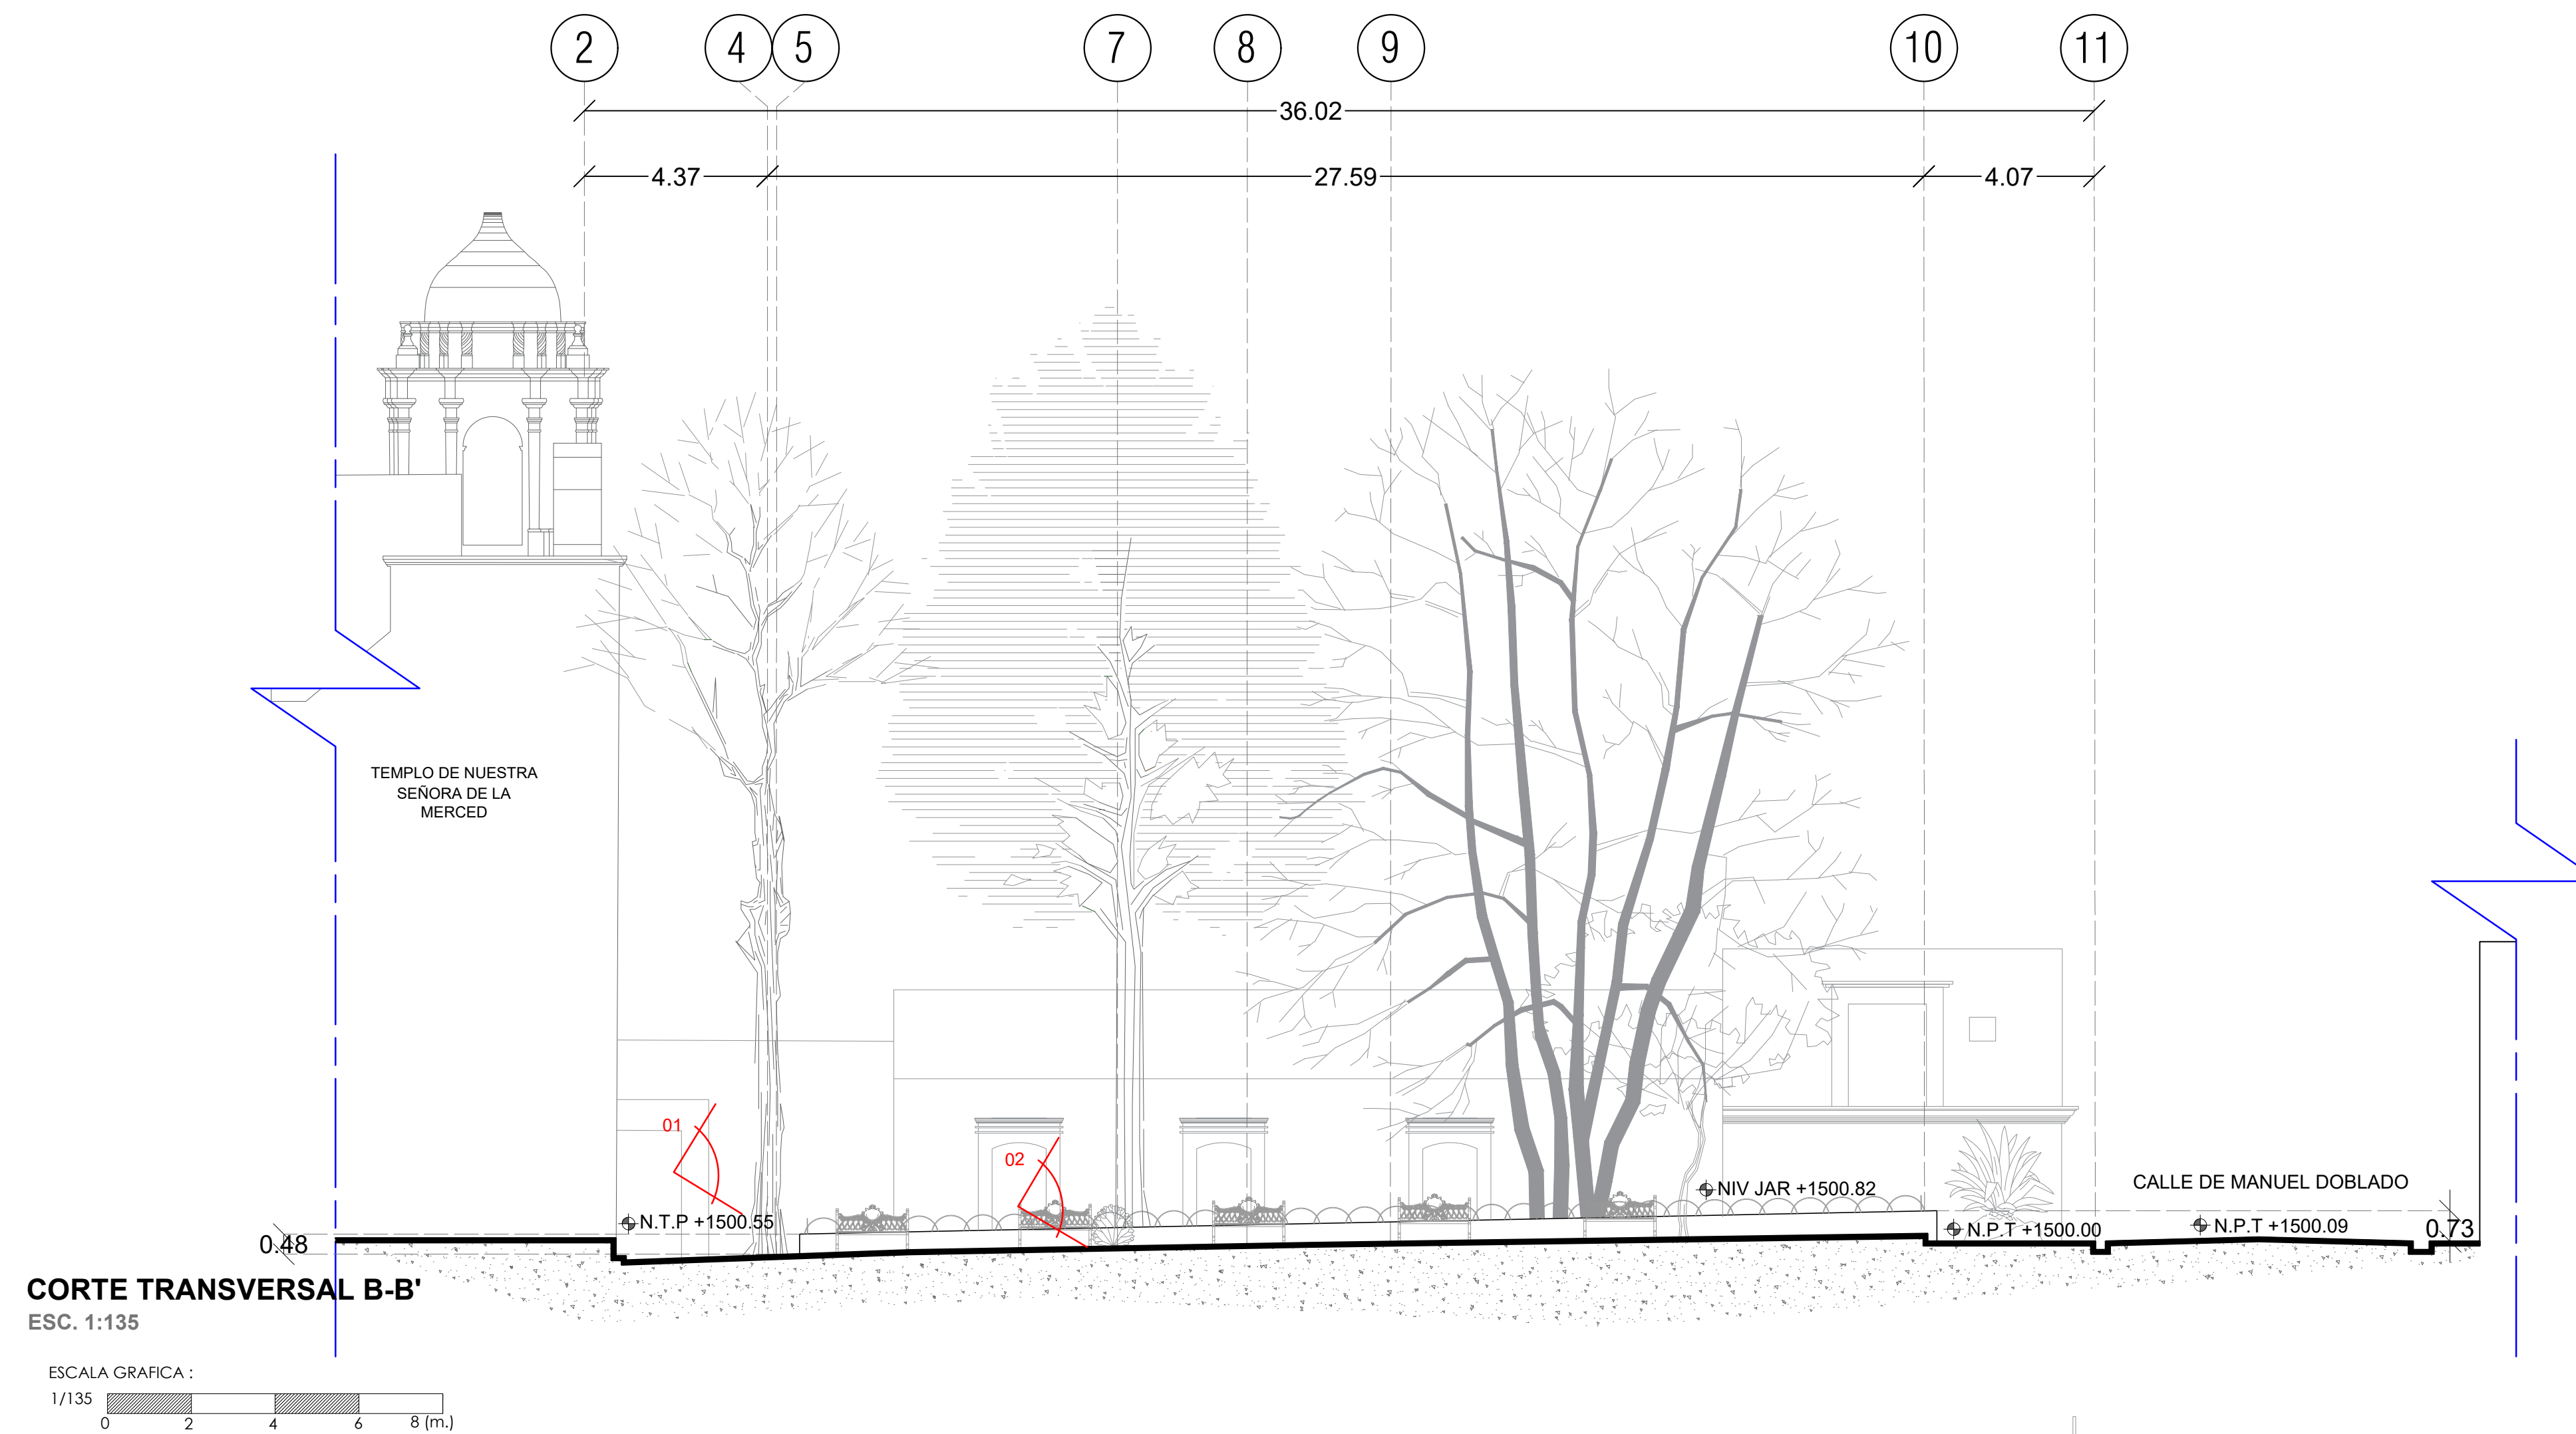 2
4
5
7
8
9
10
11
36.02
4.37
27.59
4.07
TEMPLO DE NUESTRA
SEÑORA DE LA
MERCED
01
02
CALLE DE MANUEL DOBLADO
NIV JAR +1500.82
N.T.P +1500.55
N.P.T +1500.00
N.P.T +1500.09
0.48
0.73
CORTE TRANSVERSAL B-B'
ESC. 1:135
ESCALA GRAFICA :
1/135
0 2 4 6 8 (m.)